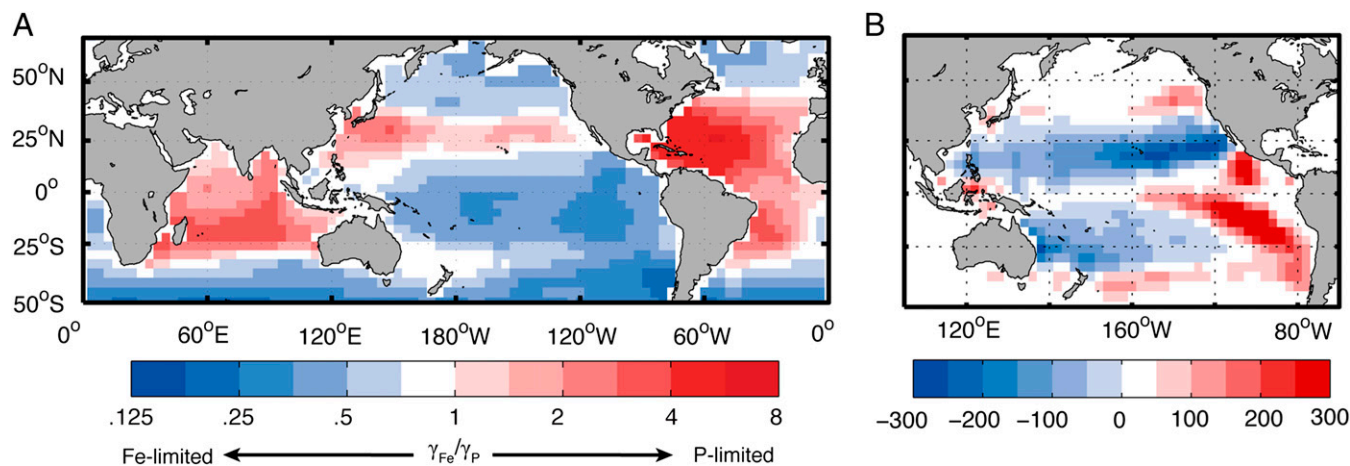 A
B
50°N
25°N
0°
25°S
50°S
0° 60°E 120°E 180°W 120°W 60°W 0°
120°E 160°W 80°W
.125 .25 .5 1 2 4 8
−300 −200 −100 0 100 200 300
Fe-limited γFe/γP P-limited